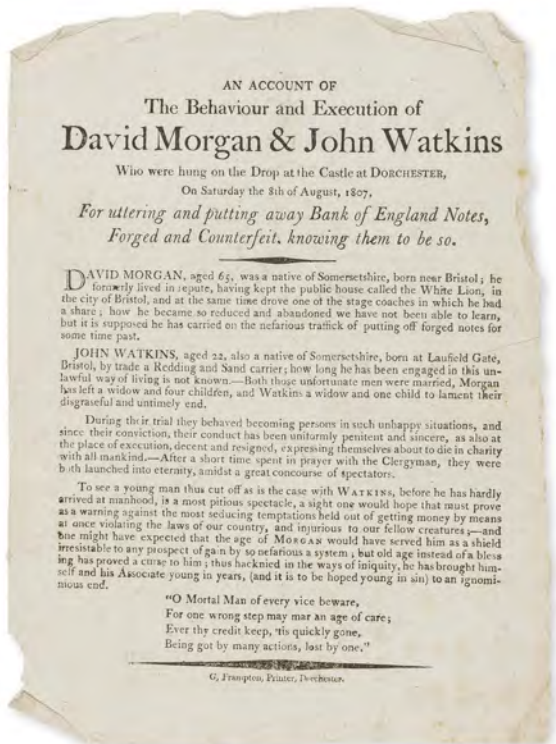 AN ACCOUNT OF
The Behaviour and Execution of
David Morgan & John Watkins
Who were hung on the Drop at the Castle at DORCHESTER,
On Saturday the 8th of August, 1807,
For uttering and putting away Bank of England Notes,
Forged and Counterfeit, knowing them to be so.
DAVID MORGAN, aged 65, was a native of Somersetshire, born near Bristol; he
formerly lived in repute, having kept the public house called the White Lion, in
the city of Bristol, and at the same time drove one of the stage coaches in which he had
a share; how he became so reduced and abandoned we have not been able to learn,
but it is supposed he has carried on the nefarious traffick of putting off forged notes for
some time past.
JOHN WATKINS, aged 22, also a native of Somersetshire, born at Laufield Gate,
Bristol, by trade a Redding and Sand carrier; how long he has been engaged in this un-
lawful way of living is not known.—Both those unfortunate men were married, Morgan
has left a widow and four children, and Watkins a widow and one child to lament their
disgraseful and untimely end.
During their trial they behaved becoming persons in such unhappy situations, and
since their conviction, their conduct has been uniformly penitent and sincere, as also at
the place of execution, decent and resigned, expressing themselves about to die in charity
with all mankind.—After a short time spent in prayer with the Clergyman, they were
both launched into eternity, amidst a great concourse of spectators.
To see a young man thus cut off as is the case with WATKINS, before he has hardly
arrived at manhood, is a most pitious spectacle, a sight one would hope that must prove
as a warning against the most seducing temptations held out of getting money by means
at once violating the laws of our country, and injurious to our fellow creatures;—and
one might have expected that the age of MORGAN would have served him as a shield
irresistable to any prospect of gain by so nefarious a system; but old age instead of a bless
ing has proved a curse to him; thus hacknied in the ways of iniquity, he has brought him-
self and his Associate young in years, (and it is to be hoped young in sin) to an ignomi-
nious end.
"O Mortal Man of every vice beware,
For one wrong step may mar an age of care;
Ever thy credit keep, 'tis quickly gone,
Being got by many actions, lost by one."
G. Frampton, Printer, Dorchester.